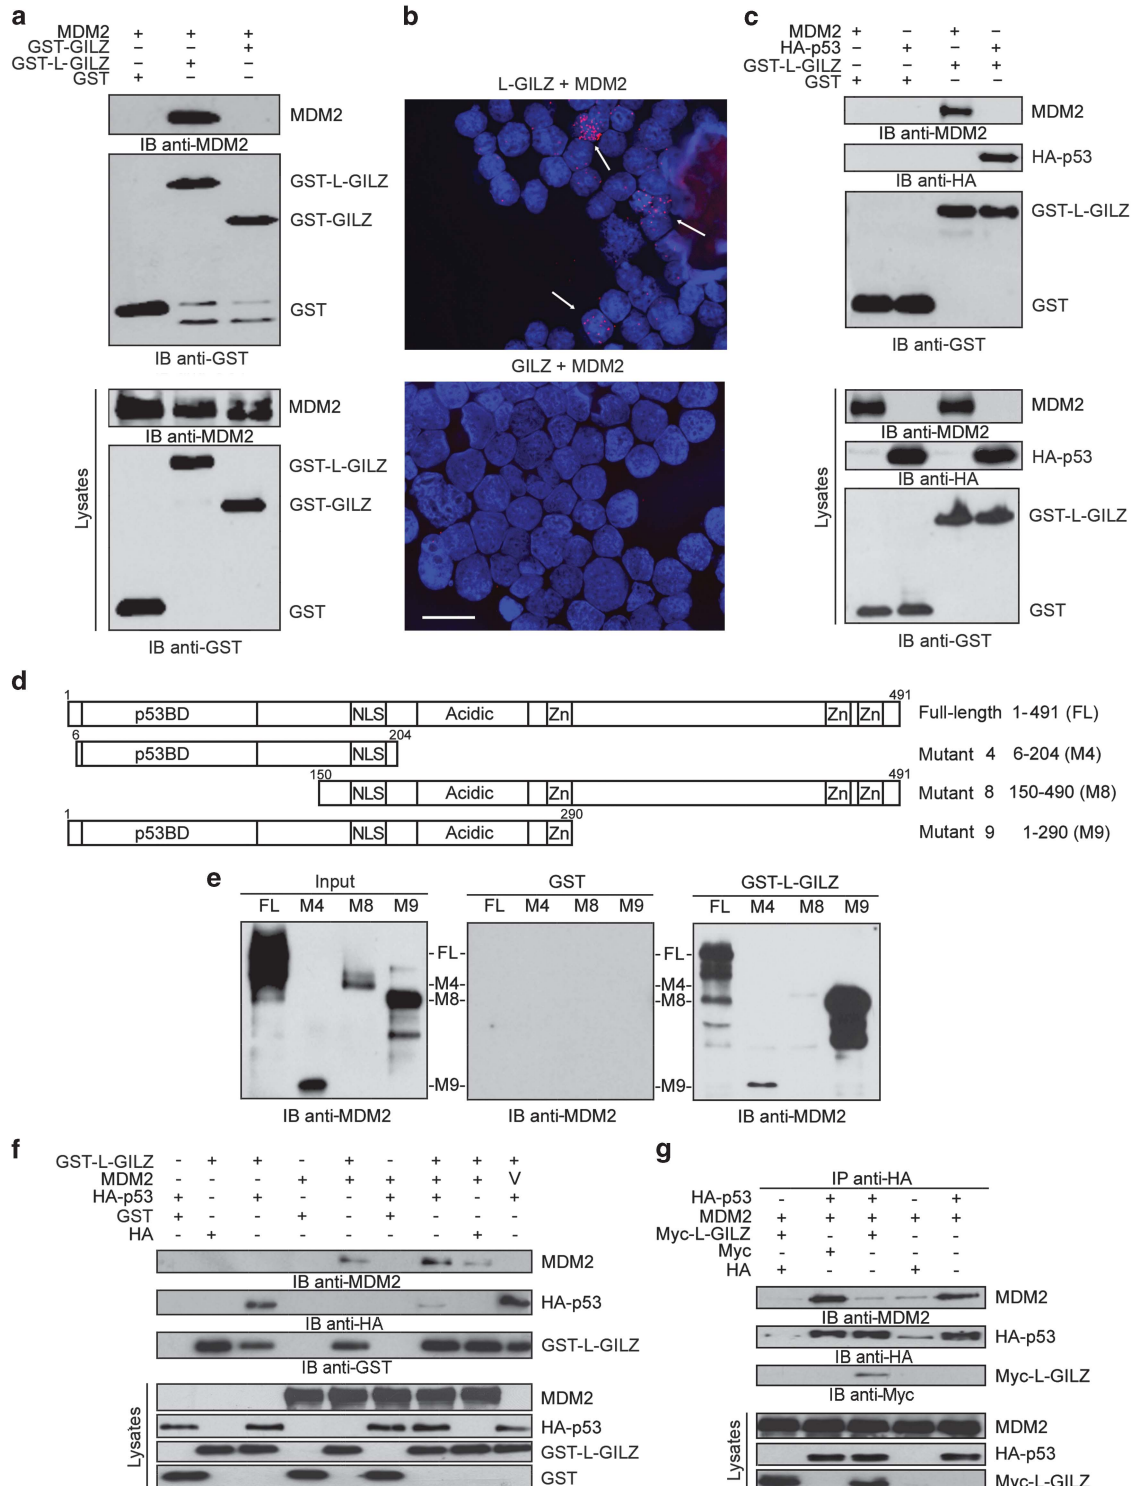 a
MDM2 + + +
GST-GILZ – – +
GST-L-GILZ – + –
GST + – –
MDM2
IB anti-MDM2
GST-L-GILZ
GST-GILZ
GST
IB anti-GST
Lysates
MDM2
IB anti-MDM2
GST-L-GILZ
GST-GILZ
GST
IB anti-GST
b
L-GILZ + MDM2
GILZ + MDM2
c
MDM2 + – + –
HA-p53 – + – +
GST-L-GILZ – – + +
GST + + – –
MDM2
IB anti-MDM2
HA-p53
IB anti-HA
GST-L-GILZ
GST
IB anti-GST
Lysates
MDM2
IB anti-MDM2
HA-p53
IB anti-HA
GST-L-GILZ
GST
IB anti-GST
d
1 491
p53BD NLS Acidic Zn Zn Zn Full-length 1-491 (FL)
6 204
p53BD NLS Mutant 4 6-204 (M4)
150 491
NLS Acidic Zn Zn Zn Mutant 8 150-490 (M8)
1 290
p53BD NLS Acidic Zn Mutant 9 1-290 (M9)
e
Input GST GST-L-GILZ
FL M4 M8 M9 FL M4 M8 M9 FL M4 M8 M9
-FL- -FL-
-M4- -M4-
-M8- -M8-
-M9- -M9-
IB anti-MDM2 IB anti-MDM2 IB anti-MDM2
f
GST-L-GILZ - + + - + - + + +
MDM2 - - - + + + + + V
HA-p53 + - + - - + + - +
GST + - - + - + - - -
HA - + - - - - - + -
MDM2
IB anti-MDM2
HA-p53
IB anti-HA
GST-L-GILZ
IB anti-GST
Lysates
MDM2
HA-p53
GST-L-GILZ
GST
g
IP anti-HA
HA-p53 - + + - +
MDM2 + + + + +
Myc-L-GILZ + - + - -
Myc - + - - -
HA + - - + -
MDM2
IB anti-MDM2
HA-p53
IB anti-HA
Myc-L-GILZ
IB anti-Myc
Lysates
MDM2
HA-p53
Myc-L-GILZ